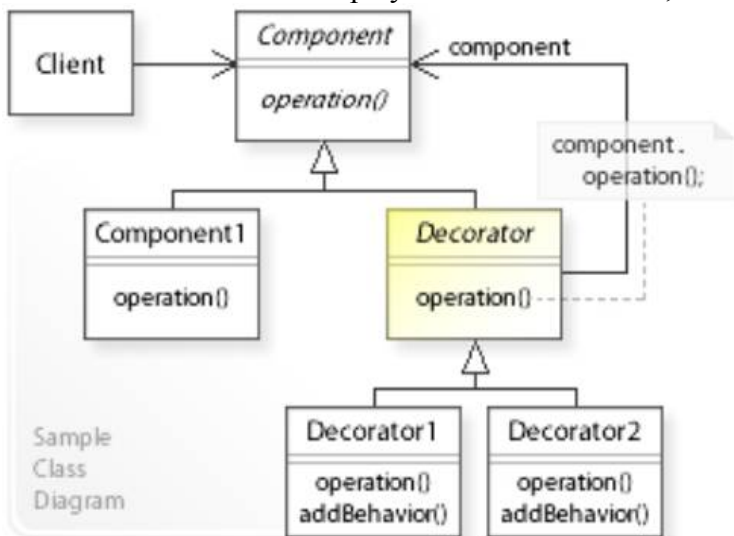 Component
Client
component
operation()
component.
operation();
Component1
Decorator
operation()
operation()
Decorator1
Decorator2
Sample
Class
Diagram
operation()
addBehavior()
operation()
addBehavior()